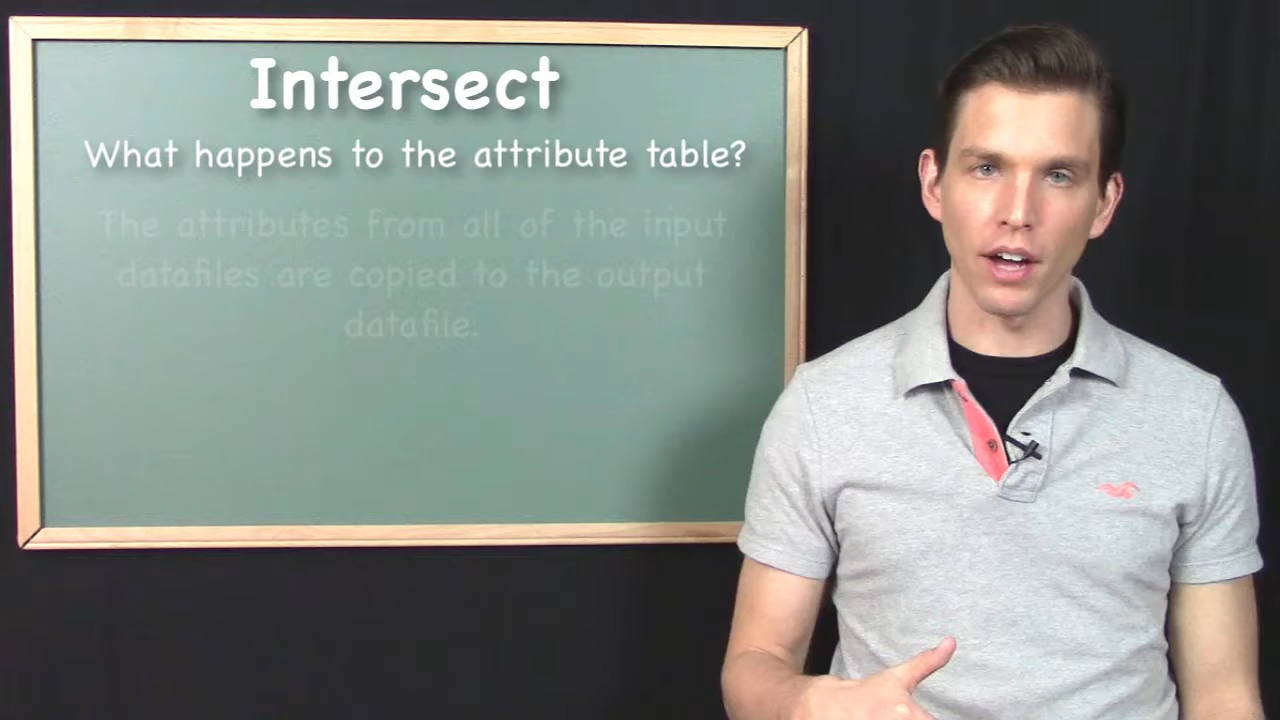 Intersect
What happens to the attribute table?
The attributes from all of the input
datafiles are copied to the output
datafile.